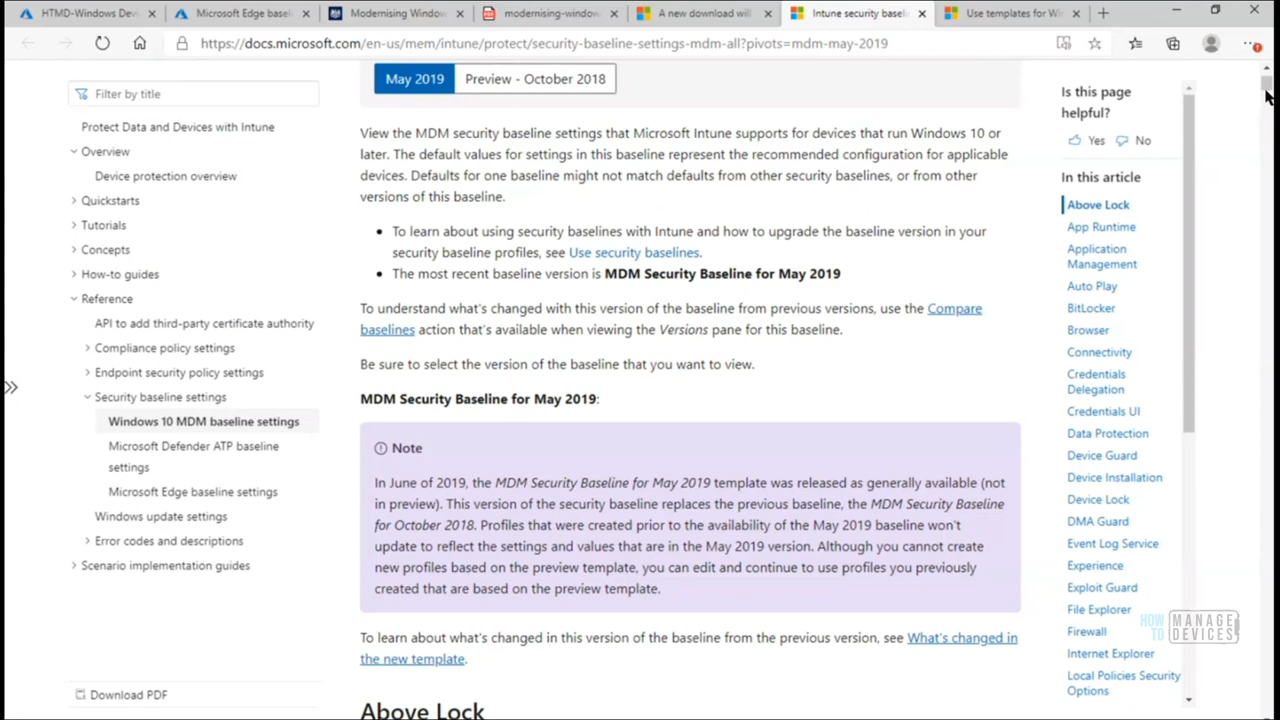 HTMD-Windows Dev
Microsoft Edge basel
Modernising Window
modernising-window
A new download will
Intune security basel
Use templates for Wi
https://docs.microsoft.com/en-us/mem/intune/protect/security-baseline-settings-mdm-all?pivots=mdm-may-2019
Filter by title
Protect Data and Devices with Intune
Overview
Device protection overview
Quickstarts
Tutorials
Concepts
How-to guides
Reference
API to add third-party certificate authority
Compliance policy settings
Endpoint security policy settings
Security baseline settings
Windows 10 MDM baseline settings
Microsoft Defender ATP baseline
settings
Microsoft Edge baseline settings
Windows update settings
Error codes and descriptions
Scenario implementation guides
Download PDF
May 2019
Preview - October 2018
View the MDM security baseline settings that Microsoft Intune supports for devices that run Windows 10 or
later. The default values for settings in this baseline represent the recommended configuration for applicable
devices. Defaults for one baseline might not match defaults from other security baselines, or from other
versions of this baseline.
To learn about using security baselines with Intune and how to upgrade the baseline version in your
security baseline profiles, see Use security baselines.
The most recent baseline version is MDM Security Baseline for May 2019
To understand what's changed with this version of the baseline from previous versions, use the Compare
baselines action that's available when viewing the Versions pane for this baseline.
Be sure to select the version of the baseline that you want to view.
MDM Security Baseline for May 2019:
Note
In June of 2019, the MDM Security Baseline for May 2019 template was released as generally available (not
in preview). This version of the security baseline replaces the previous baseline, the MDM Security Baseline
for October 2018. Profiles that were created prior to the availability of the May 2019 baseline won't
update to reflect the settings and values that are in the May 2019 version. Although you cannot create
new profiles based on the preview template, you can edit and continue to use profiles you previously
created that are based on the preview template.
To learn about what's changed in this version of the baseline from the previous version, see What's changed in
the new template.
Above Lock
Is this page
helpful?
Yes
No
In this article
Above Lock
App Runtime
Application
Management
Auto Play
BitLocker
Browser
Connectivity
Credentials
Delegation
Credentials UI
Data Protection
Device Guard
Device Installation
Device Lock
DMA Guard
Event Log Service
Experience
Exploit Guard
File Explorer
Firewall
Internet Explorer
Local Policies Security
Options
HOW
TO
MANAGE
DEVICES